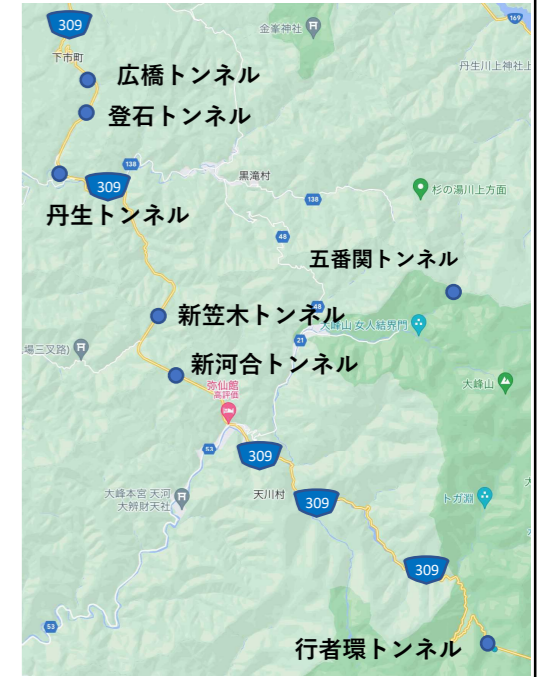 309
金峯神社
169
下市町
丹生川上神社上
広橋トンネル
登石トンネル
138
黒滝村
309
138
杉の湯川上方面
丹生トンネル
48
五番関トンネル
48
新笠木トンネル
大峰山 女人結界門
21
場三叉路)
新河合トンネル
大峰山
弥仙館
高評価
53
309
大峰本宮 天河
大辨財天社
天川村
309
トガ淵
大
309
53
行者環トンネル